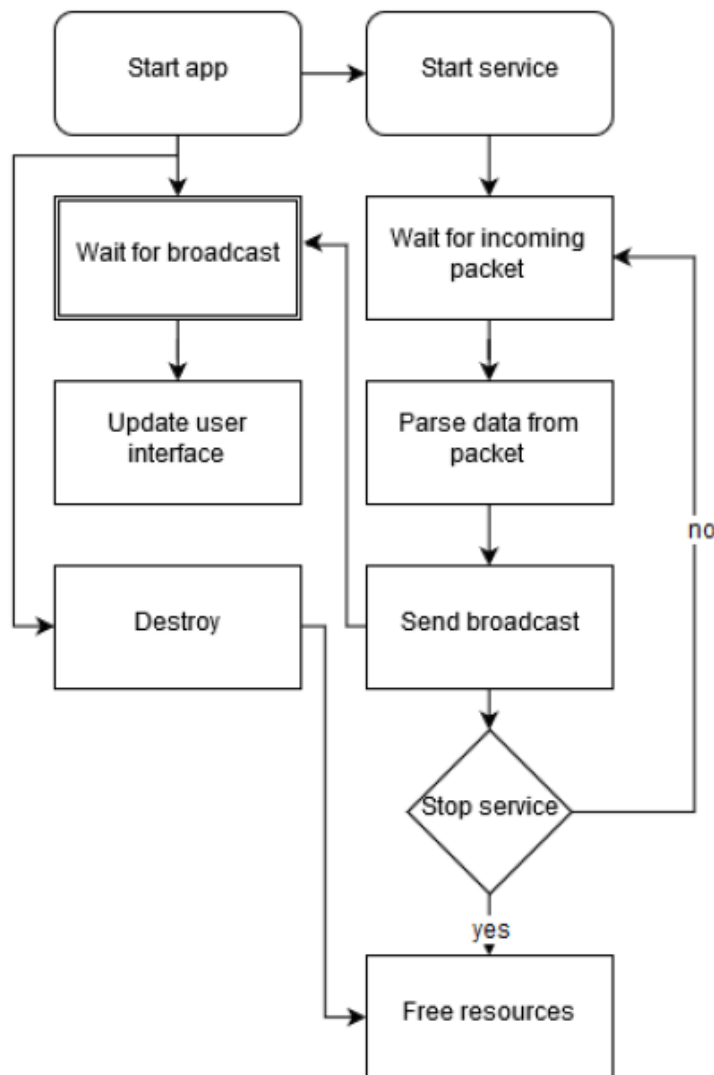 Start app
Start service
Wait for broadcast
Wait for incoming
packet
Update user
interface
Parse data from
packet
no
Destroy
Send broadcast
Stop service
yes
Free resources